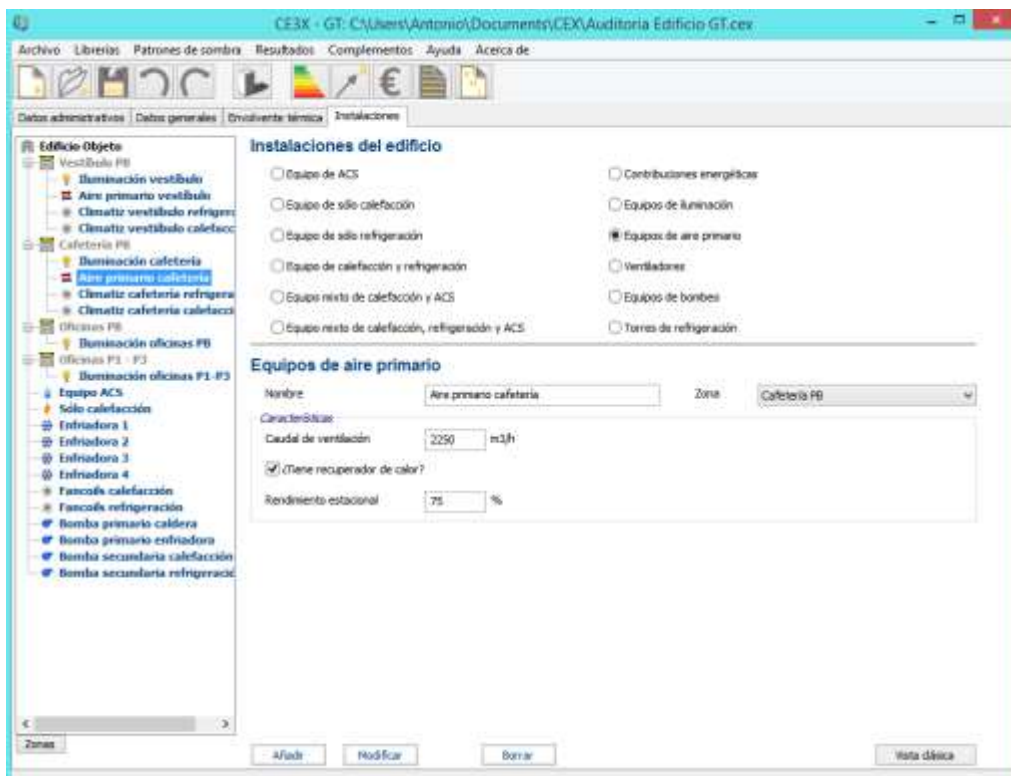 CE3X - GT: C:\Users\Antonio\Documents\CEX\Auditoria Edificio GT.cex
Archivo Librerías Patrones de sombra Resultados Complementos Ayuda Acerca de
Datos administrativos Datos generales Envolvente térmica Instalaciones
Edificio Objeto
Vestíbulo PB
Iluminación vestíbulo
Aire primario vestíbulo
Climatiz vestíbulo refrigerc
Climatiz vestíbulo calefacc
Cafetería PB
Iluminación cafetería
Aire primario cafetería
Climatiz cafetería refrigera
Climatiz cafetería calefacci
Oficinas PB
Iluminación oficinas PB
Oficinas P1 - P3
Iluminación oficinas P1-P3
Equipo ACS
Sólo calefacción
Enfriadora 1
Enfriadora 2
Enfriadora 3
Enfriadora 4
Fancoils calefacción
Fancoils refrigeración
Bomba primario caldera
Bomba primario enfriadora
Bomba secundaria calefacción
Bomba secundaria refrigeració
Zonas
Instalaciones del edificio
Equipo de ACS
Equipo de sólo calefacción
Equipo de sólo refrigeración
Equipo de calefacción y refrigeración
Equipo mixto de calefacción y ACS
Equipo mixto de calefacción, refrigeración y ACS
Contribuciones energéticas
Equipos de iluminación
Equipos de aire primario
Ventiladores
Equipos de bombeo
Torres de refrigeración
Equipos de aire primario
Nombre Aire primario cafetería Zona Cafetería PB
Características
Caudal de ventilación 2250 m3/h
¿Tiene recuperador de calor?
Rendimiento estacional 75 %
Añadir Modificar Borrar Vista clásica